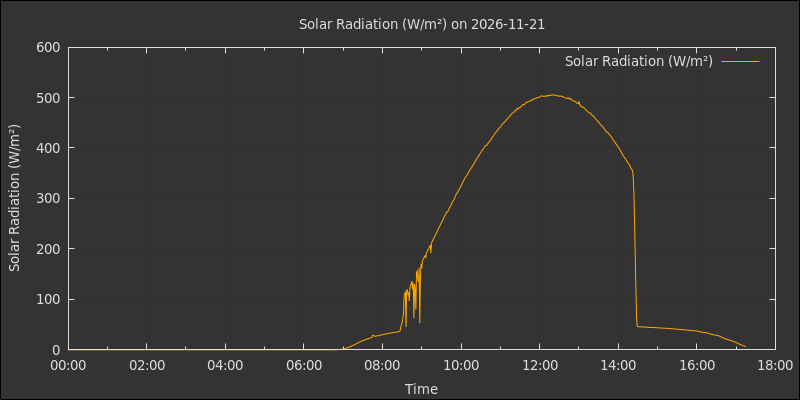 Solar Radiation (W/m²) on 2026-11-21
Solar Radiation (W/m²)
Solar Radiation (W/m²)
600
500
400
300
200
100
0
00:00 02:00 04:00 06:00 08:00 10:00 12:00 14:00 16:00 18:00
Time